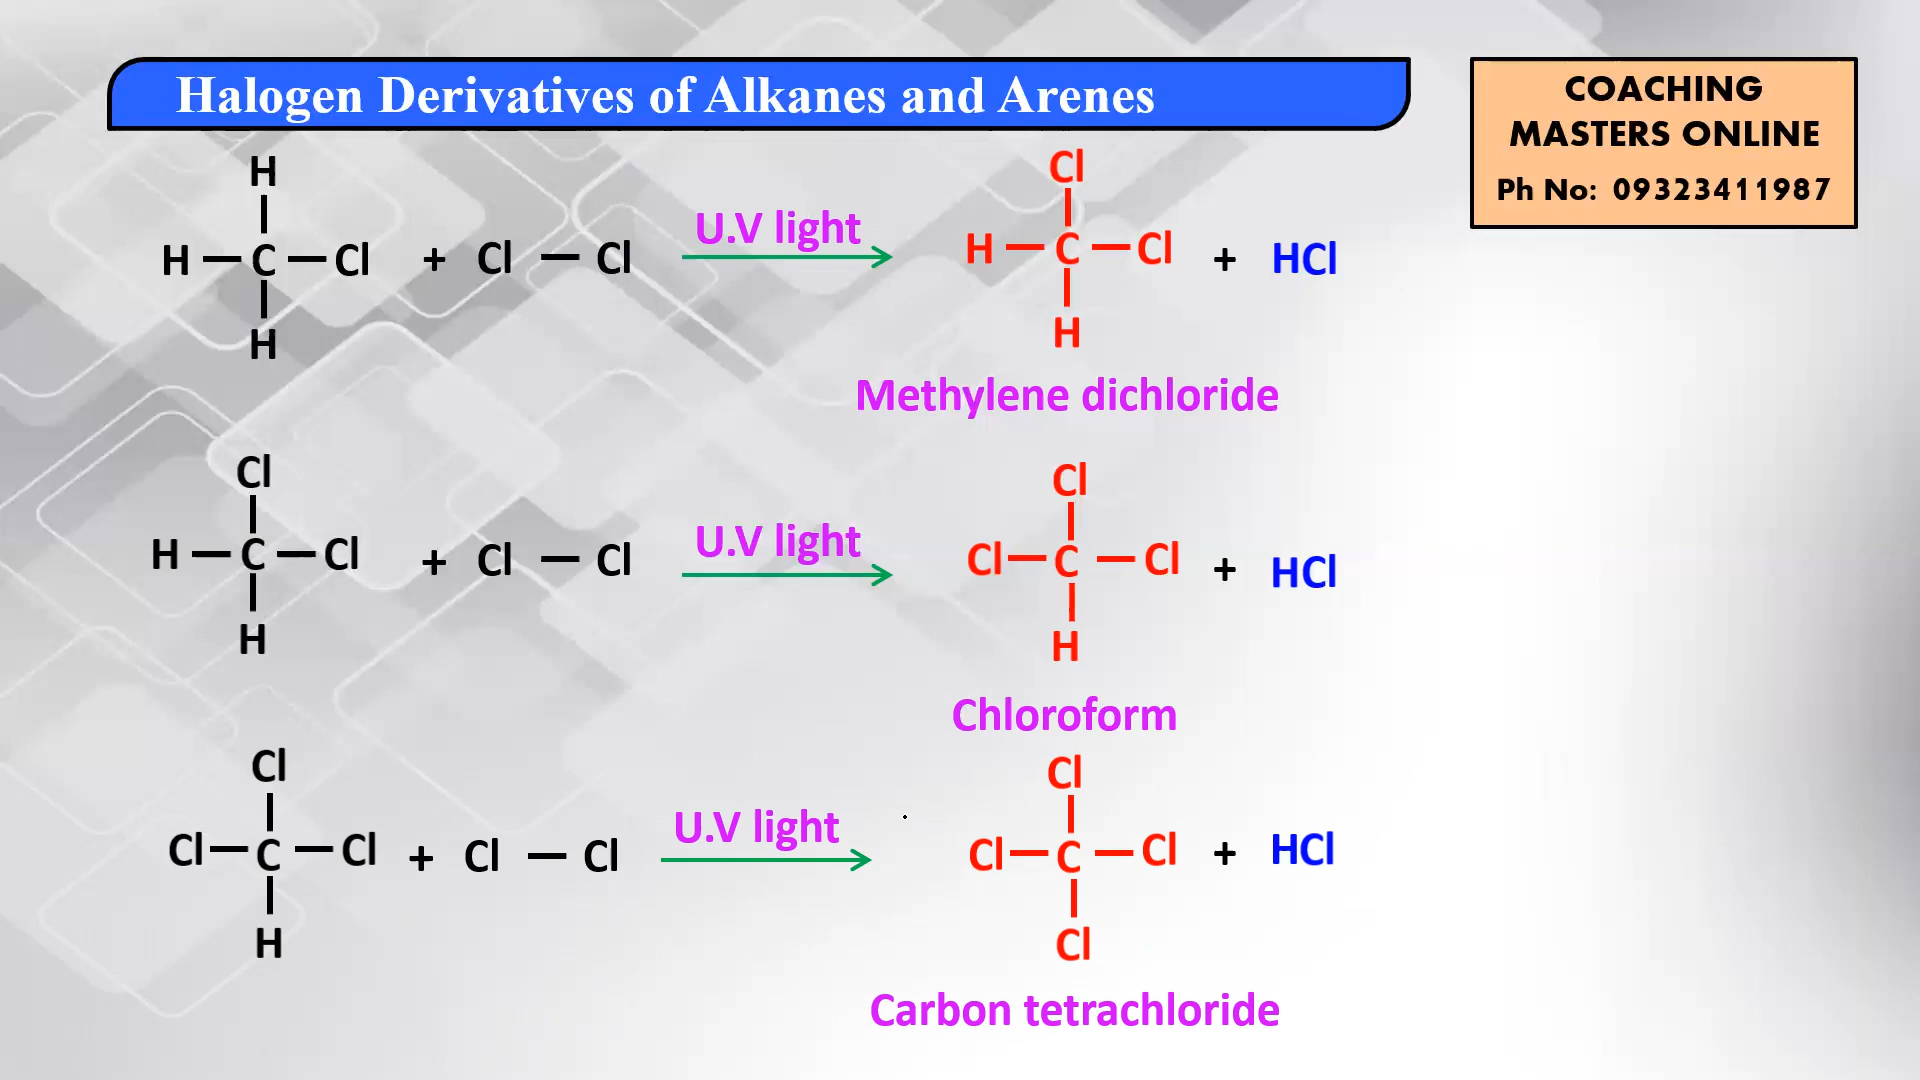 Halogen Derivatives of Alkanes and Arenes
COACHING
MASTERS ONLINE
Ph No: 09323411987
H
H — C — Cl + Cl — Cl
H
U.V light
Cl
H — C — Cl + HCl
H
Methylene dichloride
Cl
H — C — Cl + Cl — Cl
H
U.V light
Cl
Cl — C — Cl + HCl
H
Chloroform
Cl
Cl — C — Cl + Cl — Cl
H
U.V light
Cl
Cl — C — Cl + HCl
Cl
Carbon tetrachloride